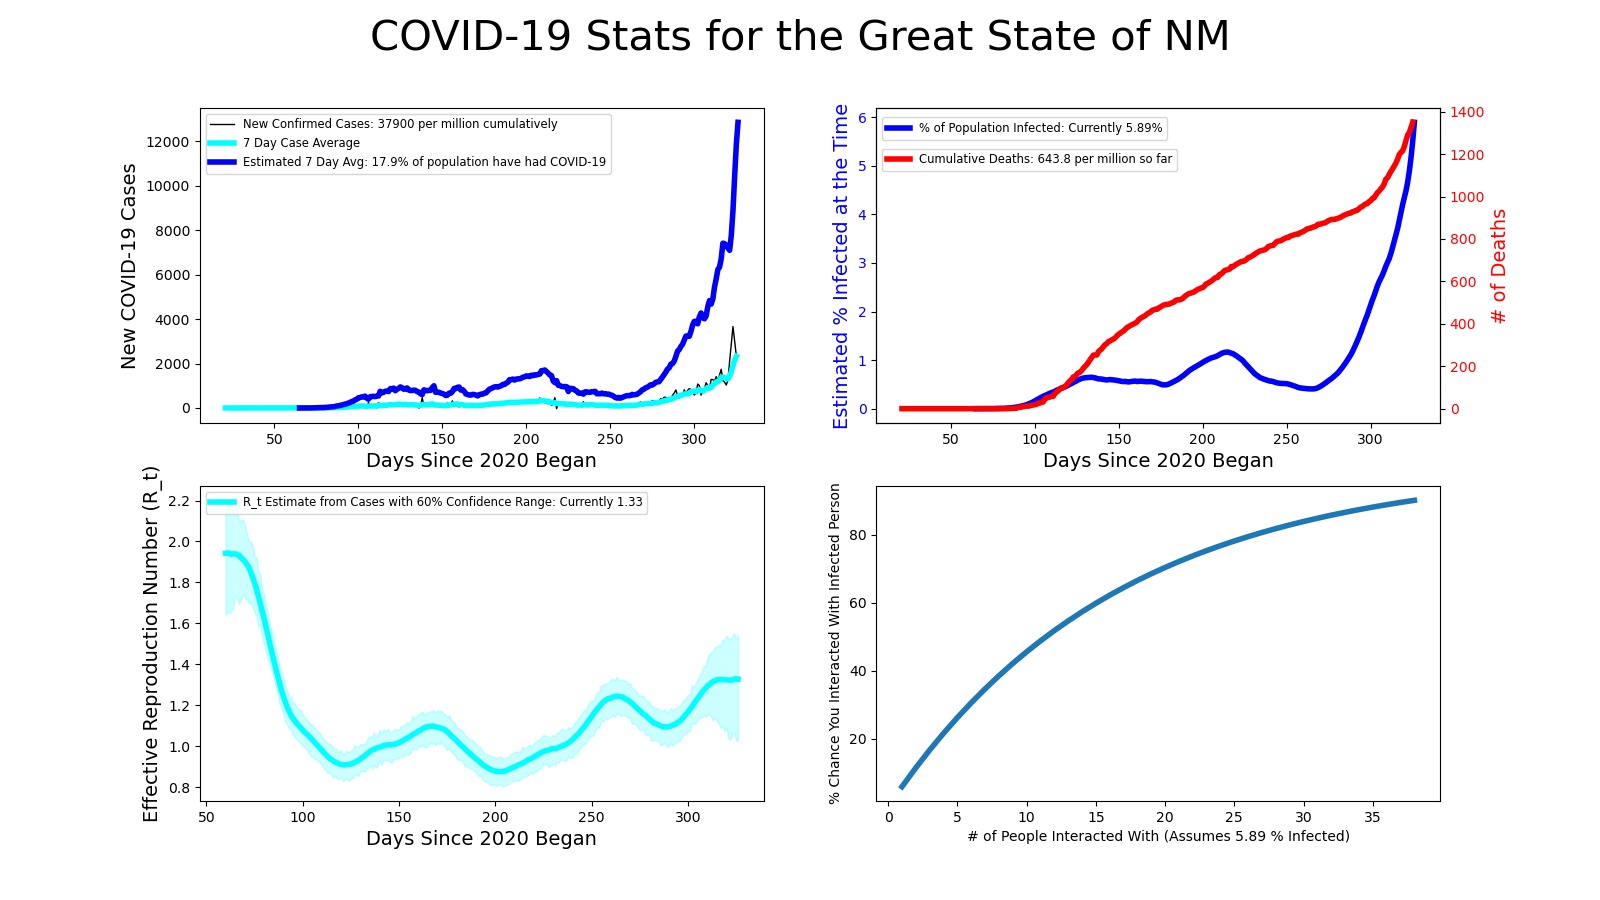 COVID-19 Stats for the Great State of NM
New COVID-19 Cases
12000
10000
8000
6000
4000
2000
0
New Confirmed Cases: 37900 per million cumulatively
7 Day Case Average
Estimated 7 Day Avg: 17.9% of population have had COVID-19
50 100 150 200 250 300
Days Since 2020 Began
Estimated % Infected at the Time
6
5
4
3
2
1
0
% of Population Infected: Currently 5.89%
Cumulative Deaths: 643.8 per million so far
1400
1200
1000
800
600
400
200
0
# of Deaths
50 100 150 200 250 300
Days Since 2020 Began
Effective Reproduction Number (R_t)
2.2
2.0
1.8
1.6
1.4
1.2
1.0
0.8
R_t Estimate from Cases with 60% Confidence Range: Currently 1.33
50 100 150 200 250 300
Days Since 2020 Began
% Chance You Interacted With Infected Person
80
60
40
20
0 5 10 15 20 25 30 35
# of People Interacted With (Assumes 5.89 % Infected)